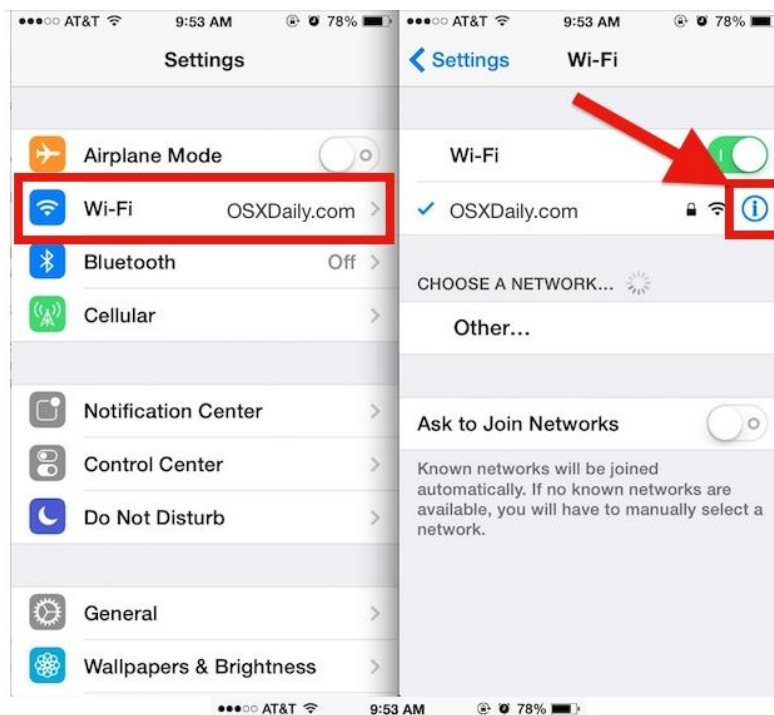 AT&T 9:53 AM 78%
Settings
Airplane Mode
Wi-Fi OSXDaily.com
Bluetooth Off
Cellular
Notification Center
Control Center
Do Not Disturb
General
Wallpapers & Brightness
AT&T 9:53 AM 78%
Settings Wi-Fi
Wi-Fi
OSXDaily.com
CHOOSE A NETWORK...
Other...
Ask to Join Networks
Known networks will be joined
automatically. If no known networks are
available, you will have to manually select a
network.
AT&T 9:53 AM 78%